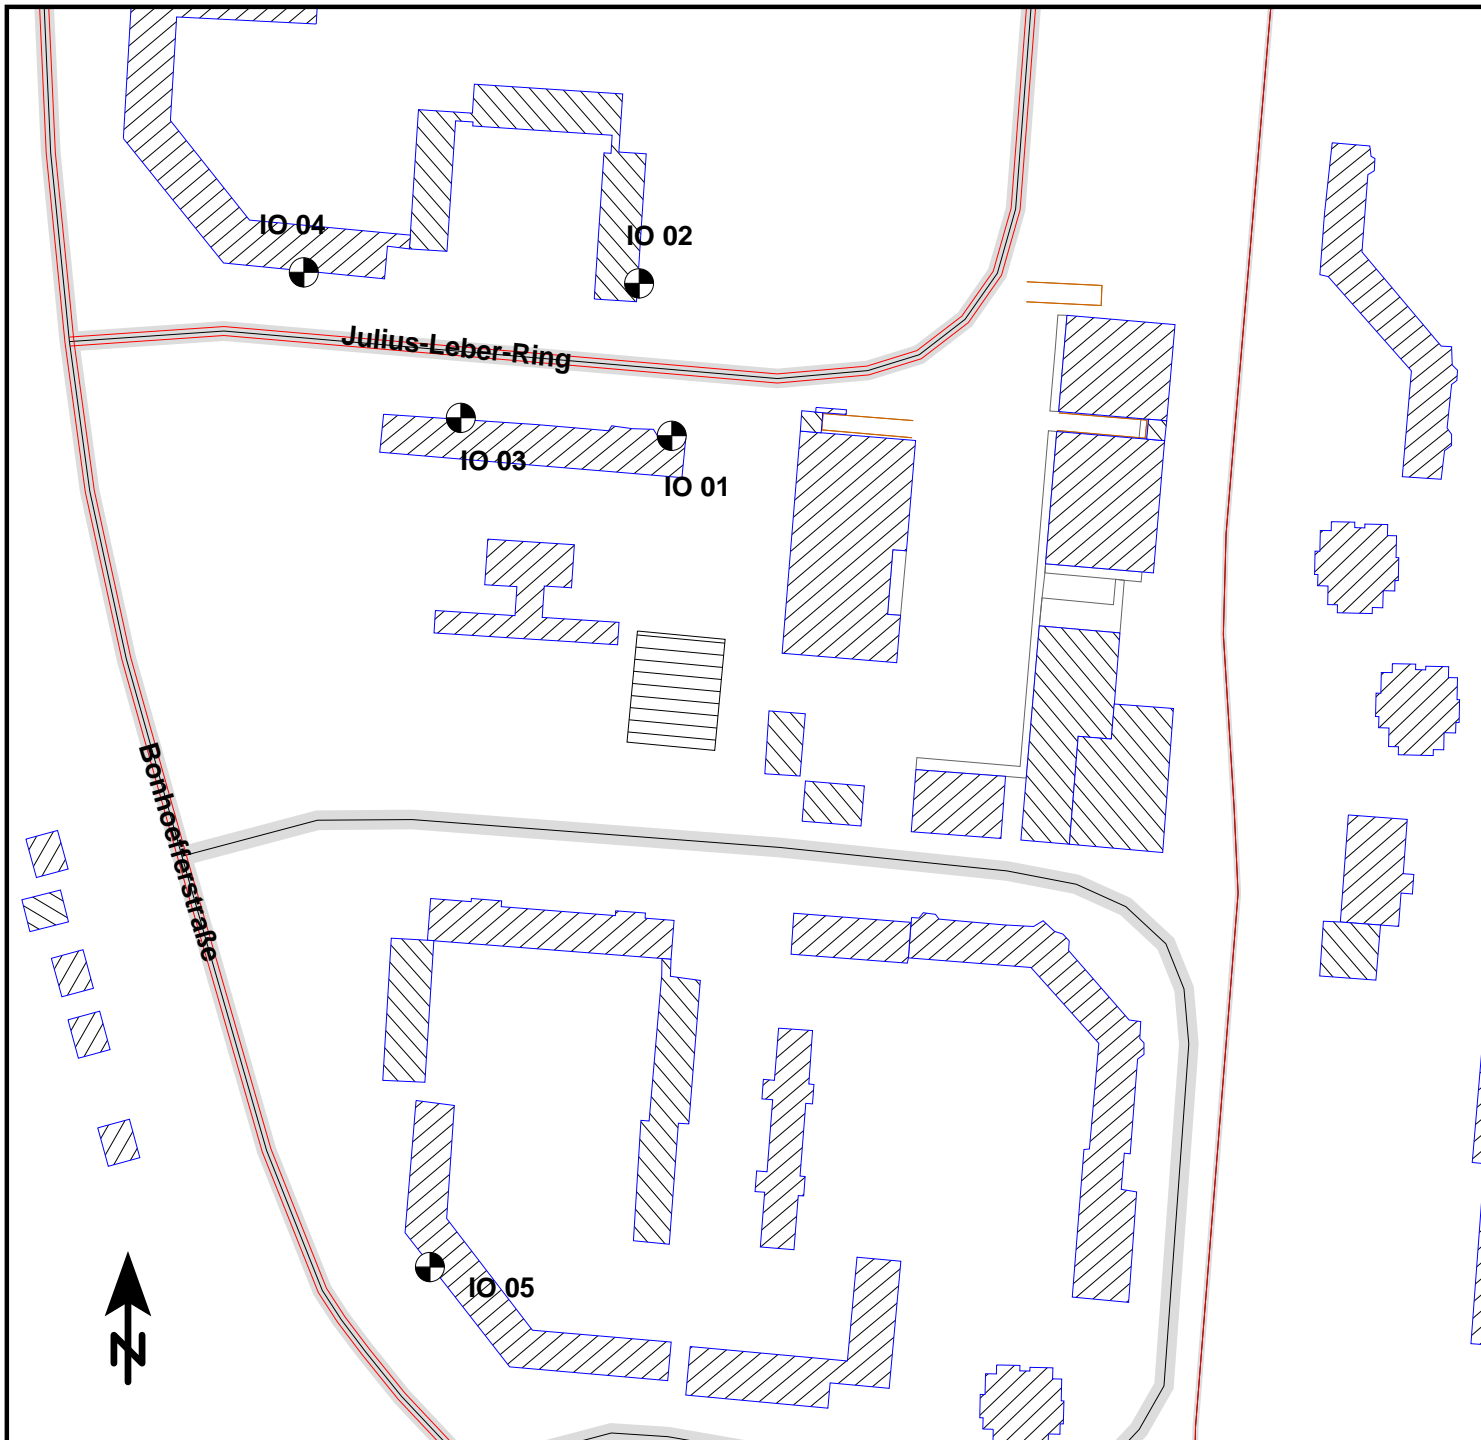 IO 04
IO 02
Julius-Leber-Ring
IO 03
IO 01
Bonhoefferstraße
IO 05
N